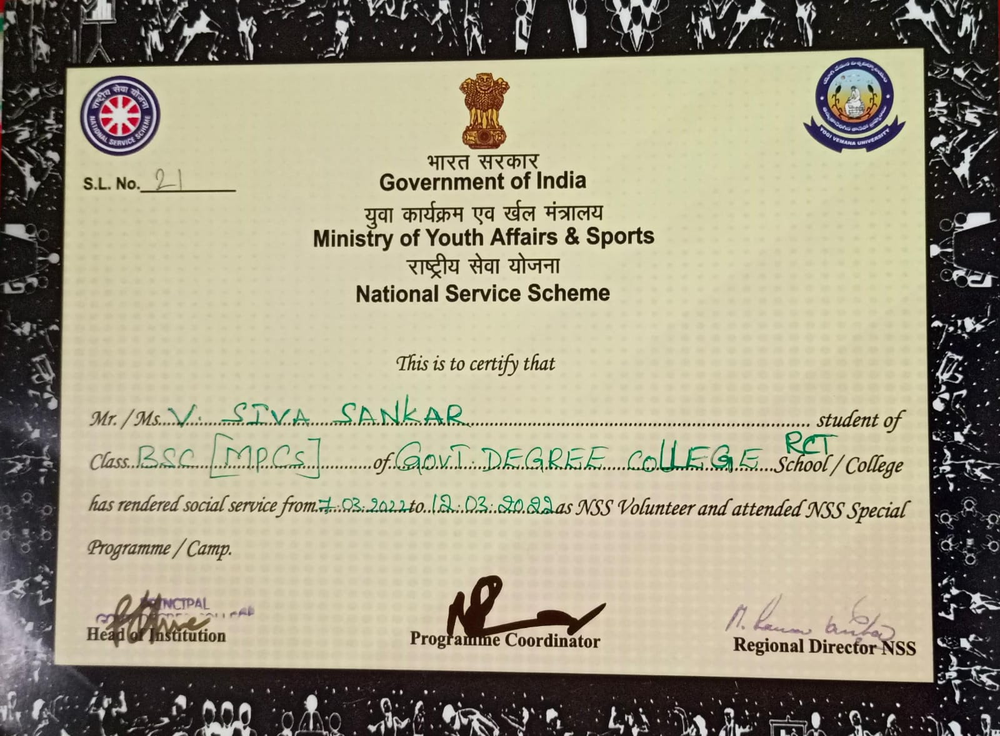 राष्ट्रीय सेवा योजना
NATIONAL SERVICE SCHEME
YOGI VEMANA UNIVERSITY
भारत सरकार
S.L. No. 21
Government of India
युवा कार्यक्रम एव र्खल मंत्रालय
Ministry of Youth Affairs & Sports
राष्ट्रीय सेवा योजना
National Service Scheme
This is to certify that
Mr. / Ms. V. SIVA SANKAR student of
Class BSC [MPCs] of GOVT. DEGREE COLLEGE RCT School / College
has rendered social service from 7.03.2022 to 12.03.2022 as NSS Volunteer and attended NSS Special
Programme / Camp.
PRINCIPAL
Head of Institution
Programme Coordinator
Regional Director NSS